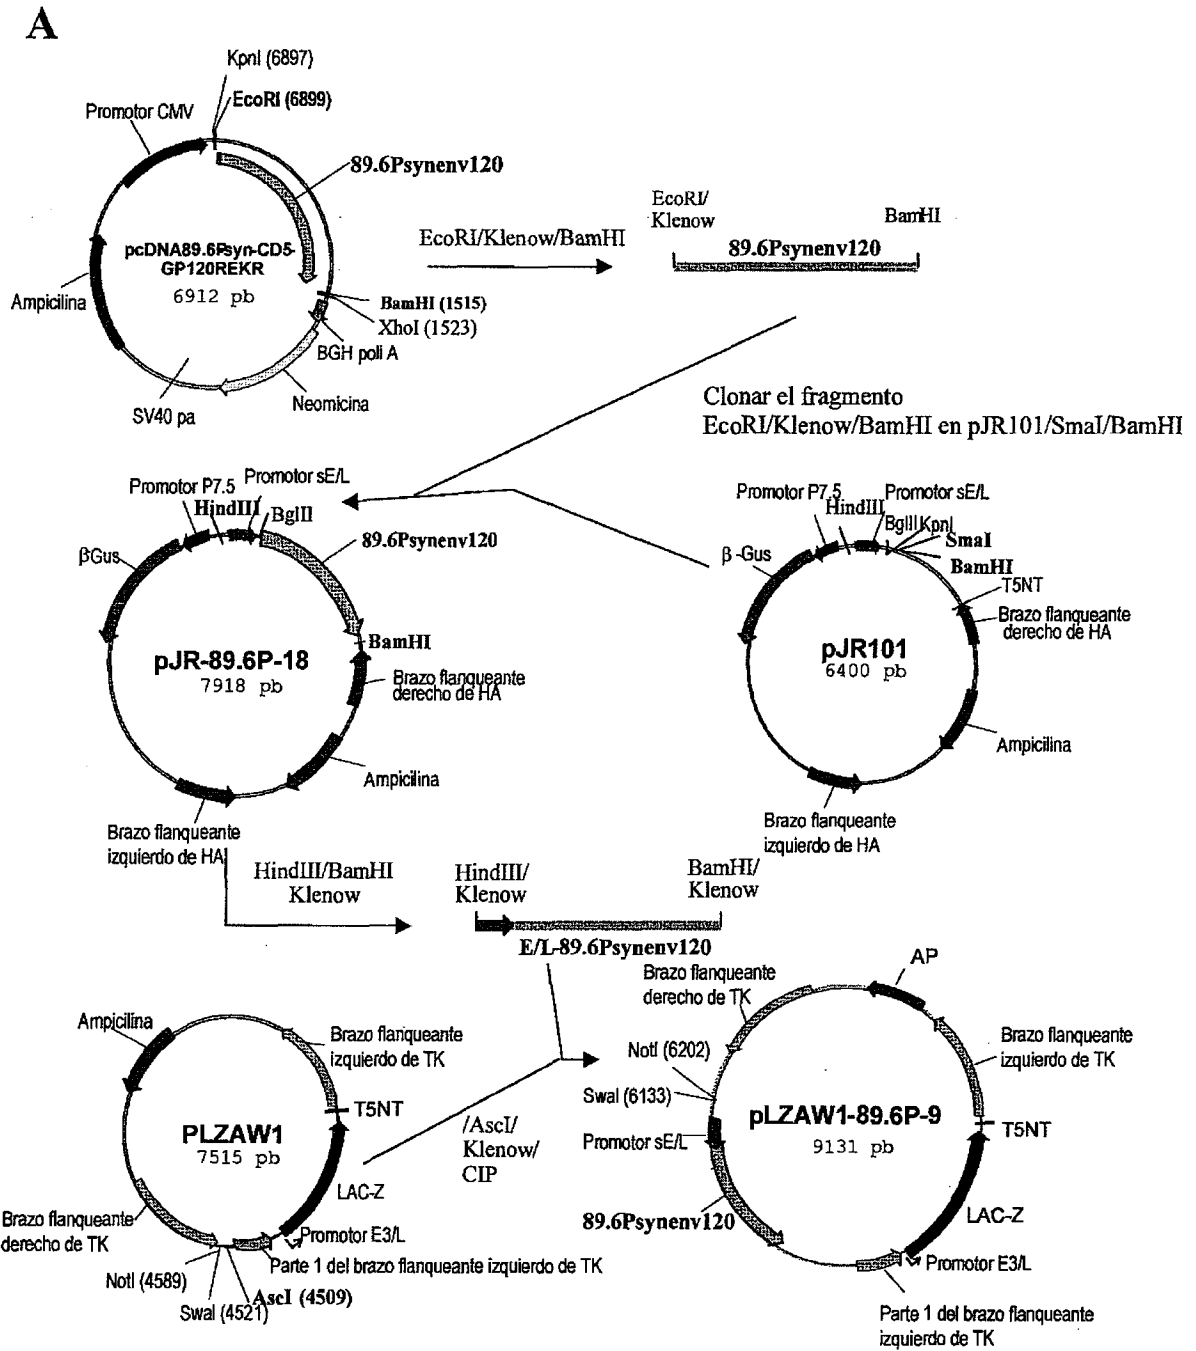 A
KpnI (6897)
EcoRI (6899)
Promotor CMV
89.6Psynenv120
pcDNA89.6Psyn-CD5-
GP120REKR
6912 pb
Ampicilina
BamHI (1515)
XhoI (1523)
BGH poli A
Neomicina
SV40 pa
EcoRI/Klenow/BamHI
EcoRI/
Klenow
BamHI
89.6Psynenv120
Clonar el fragmento
EcoRI/Klenow/BamHI en pJR101/SmaI/BamHI
Promotor P7.5
Promotor sE/L
HindIII
BglII
βGus
89.6Psynenv120
BamHI
pJR-89.6P-18
7918 pb
Brazo flanqueante
derecho de HA
Ampicilina
Brazo flanqueante
izquierdo de HA
Promotor P7.5
Promotor sE/L
HindIII
BglII
KpnI
SmaI
BamHI
β-Gus
T5NT
Brazo flanqueante
derecho de HA
pJR101
6400 pb
Ampicilina
Brazo flanqueante
izquierdo de HA
HindIII/BamHI
Klenow
HindIII/
Klenow
BamHI/
Klenow
E/L-89.6Psynenv120
Ampicilina
Brazo flanqueante
izquierdo de TK
T5NT
PLZAW1
7515 pb
LAC-Z
Brazo flanqueante
derecho de TK
Promotor E3/L
Parte 1 del brazo flanqueante izquierdo de TK
NotI (4589)
SwaI (4521)
AscI (4509)
/AscI/
Klenow/
CIP
AP
Brazo flanqueante
derecho de TK
Brazo flanqueante
izquierdo de TK
NotI (6202)
SwaI (6133)
pLZAW1-89.6P-9
9131 pb
T5NT
Promotor sE/L
LAC-Z
89.6Psynenv120
Promotor E3/L
Parte 1 del brazo flanqueante
izquierdo de TK